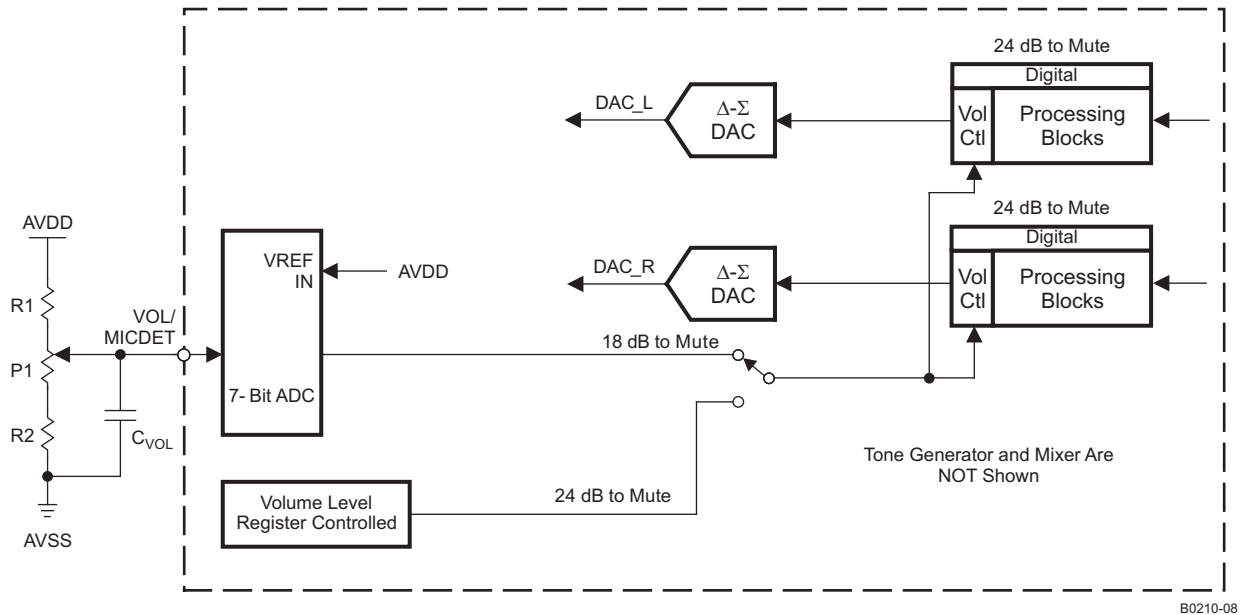 24 dB to Mute
Digital
Vol
Ctl
Processing
Blocks
DAC_L
Δ-Σ
DAC
24 dB to Mute
Digital
Vol
Ctl
Processing
Blocks
DAC_R
Δ-Σ
DAC
AVDD
R1
P1
R2
AVSS
C_VOL
VOL/
MICDET
VREF
IN
AVDD
7- Bit ADC
18 dB to Mute
24 dB to Mute
Volume Level
Register Controlled
Tone Generator and Mixer Are
NOT Shown
B0210-08